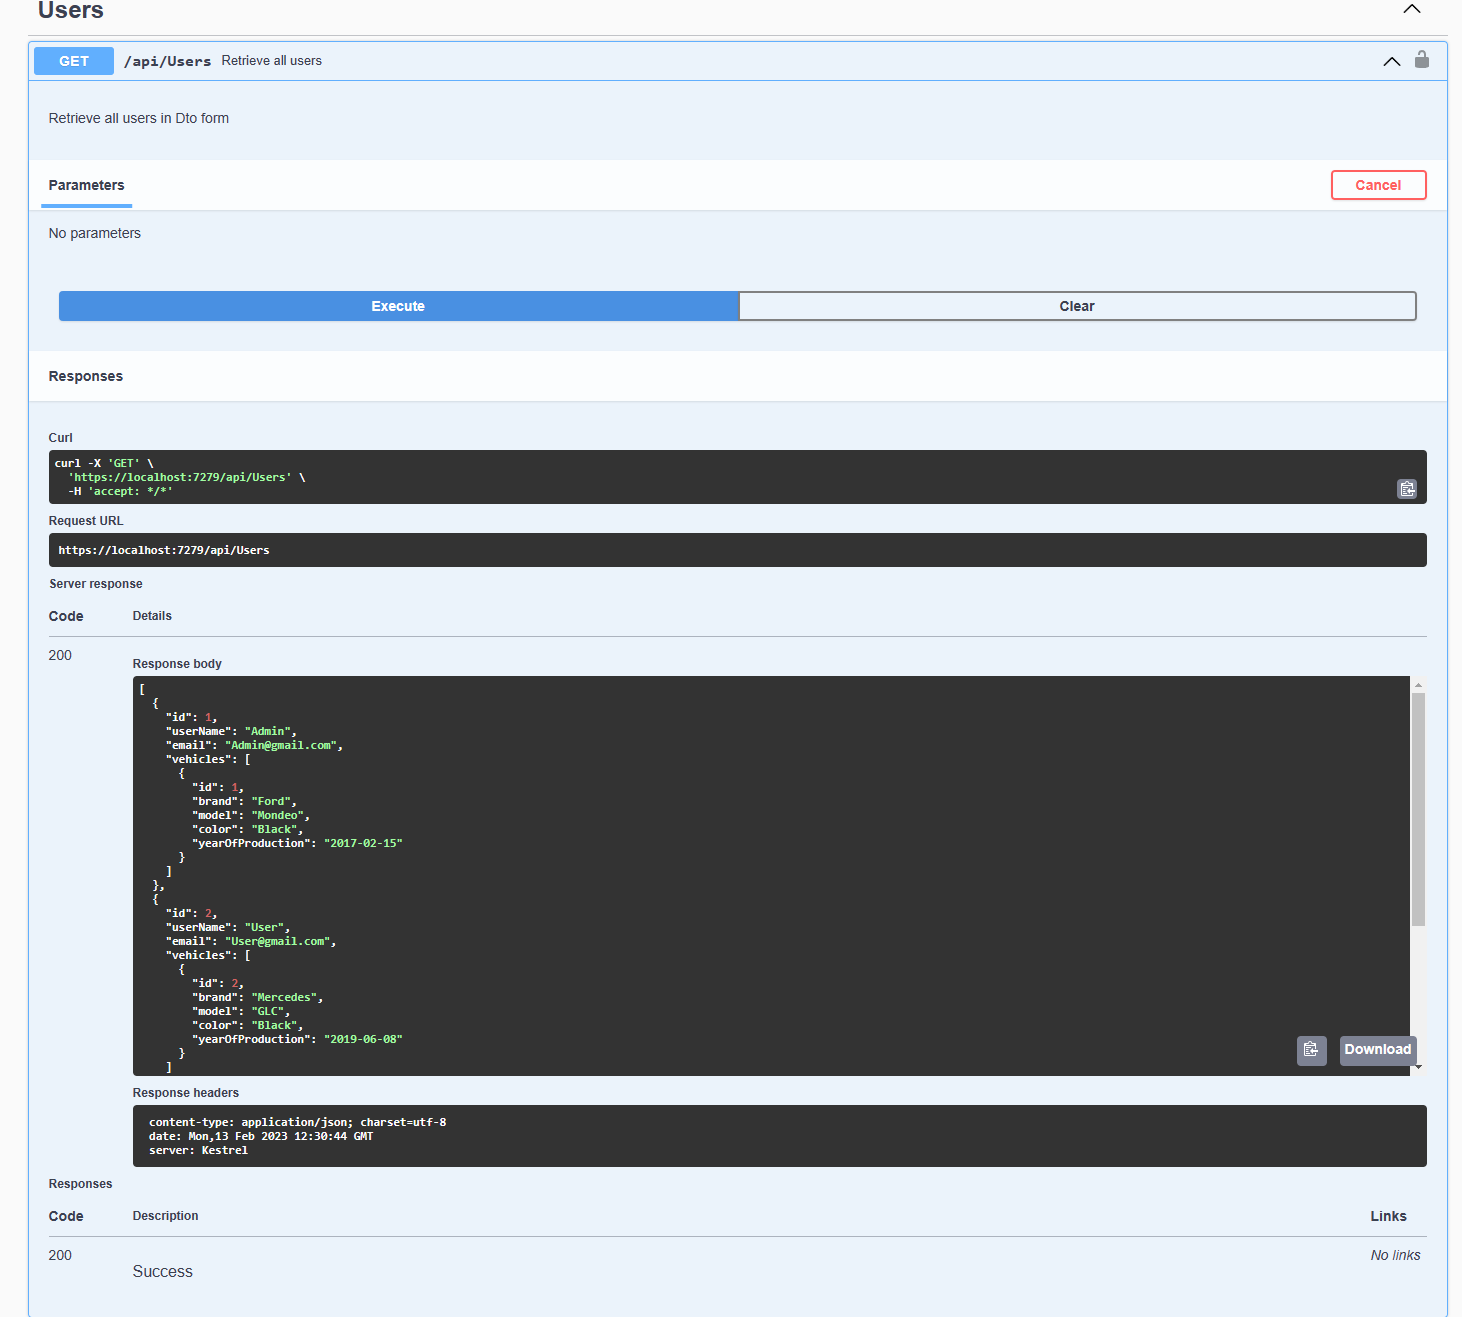 Users
GET /api/Users Retrieve all users
Retrieve all users in Dto form
Parameters Cancel
No parameters
Execute Clear
Responses
Curl
curl -X 'GET' \
  'https://localhost:7279/api/Users' \
  -H 'accept: */*'
Request URL
https://localhost:7279/api/Users
Server response
Code Details
200
Response body
[
  {
    "id": 1,
    "userName": "Admin",
    "email": "Admin@gmail.com",
    "vehicles": [
      {
        "id": 1,
        "brand": "Ford",
        "model": "Mondeo",
        "color": "Black",
        "yearOfProduction": "2017-02-15"
      }
    ]
  },
  {
    "id": 2,
    "userName": "User",
    "email": "User@gmail.com",
    "vehicles": [
      {
        "id": 2,
        "brand": "Mercedes",
        "model": "GLC",
        "color": "Black",
        "yearOfProduction": "2019-06-08"
      }
    ]
Download
Response headers
content-type: application/json; charset=utf-8
date: Mon,13 Feb 2023 12:30:44 GMT
server: Kestrel
Responses
Code Description Links
200 No links
Success